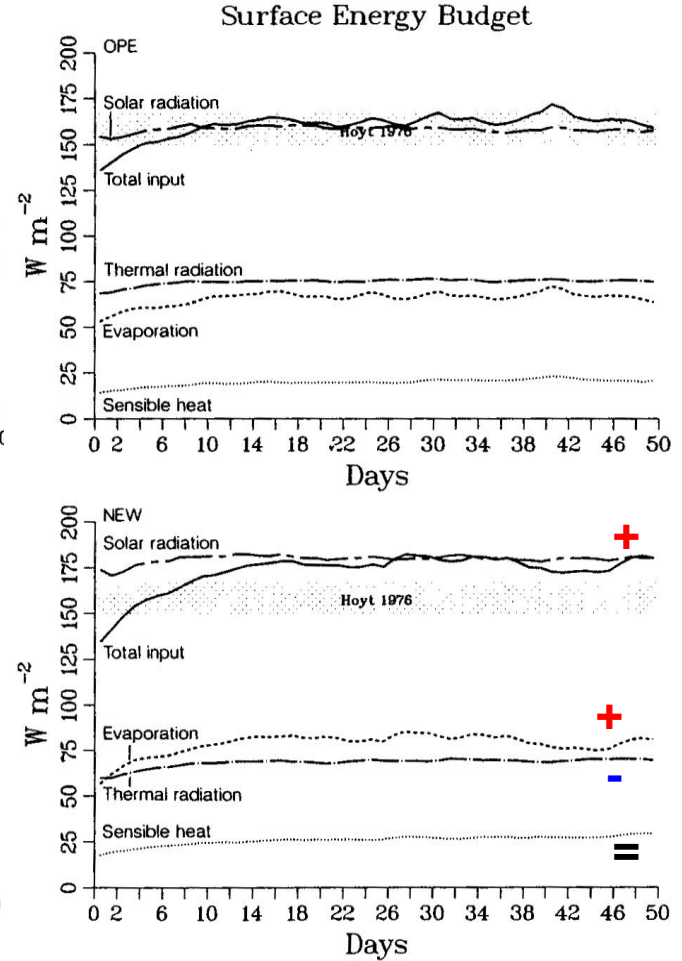 Surface Energy Budget
OPE
200
175
150
125
100
75
50
25
0
W m⁻²
Solar radiation
Hoyt 1976
Total input
Thermal radiation
Evaporation
Sensible heat
0 2 6 10 14 18 22 26 30 34 38 42 46 50
Days
NEW
200
175
150
125
100
75
50
25
0
W m⁻²
Solar radiation
+
Hoyt 1976
Total input
+
Evaporation
-
Thermal radiation
Sensible heat
=
0 2 6 10 14 18 22 26 30 34 38 42 46 50
Days